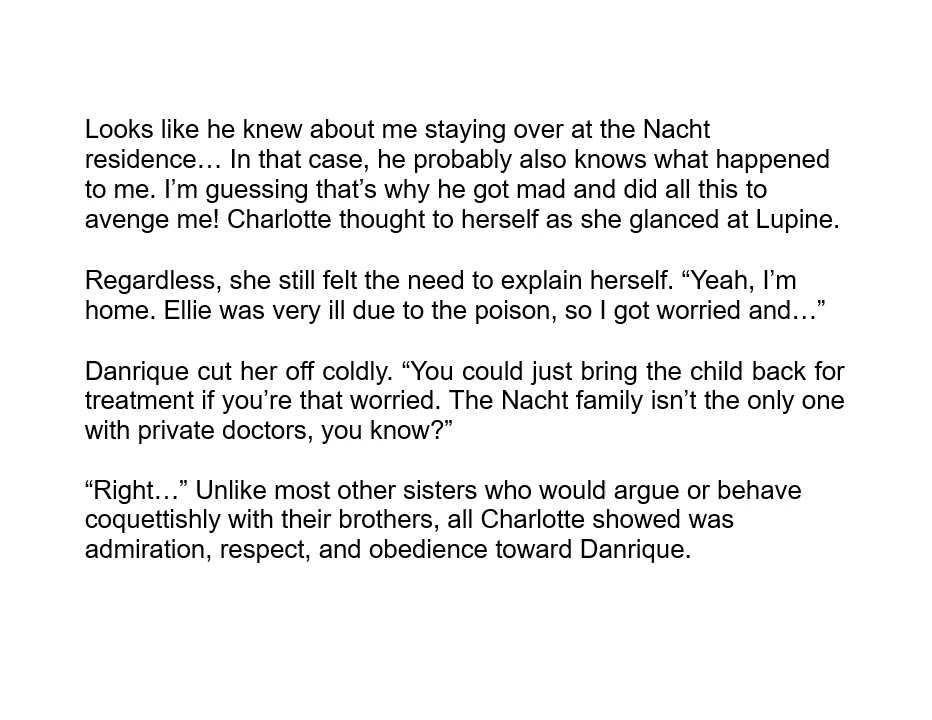 Looks like he knew about me staying over at the Nacht
residence… In that case, he probably also knows what happened
to me. I’m guessing that’s why he got mad and did all this to
avenge me! Charlotte thought to herself as she glanced at Lupine.
Regardless, she still felt the need to explain herself. “Yeah, I’m
home. Ellie was very ill due to the poison, so I got worried and…”
Danrique cut her off coldly. “You could just bring the child back for
treatment if you’re that worried. The Nacht family isn’t the only one
with private doctors, you know?”
“Right…” Unlike most other sisters who would argue or behave
coquettishly with their brothers, all Charlotte showed was
admiration, respect, and obedience toward Danrique.